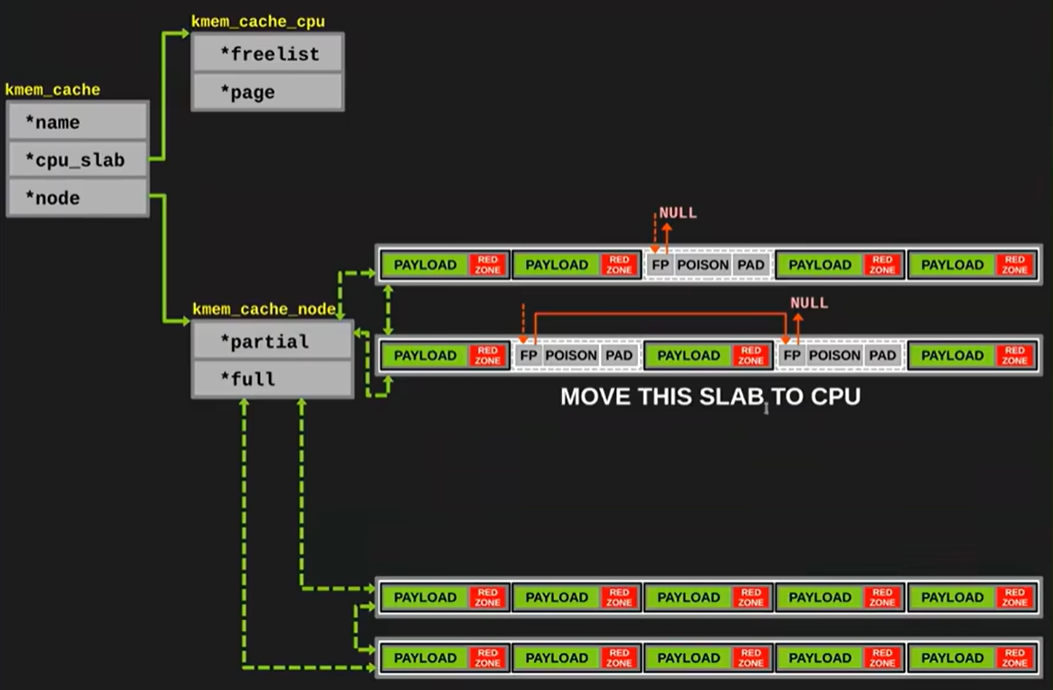 kmem_cache_cpu
*freelist
*page
kmem_cache
*name
*cpu_slab
*node
NULL
PAYLOAD RED ZONE PAYLOAD RED ZONE FP POISON PAD PAYLOAD RED ZONE PAYLOAD RED ZONE
kmem_cache_node
NULL
*partial
PAYLOAD RED ZONE FP POISON PAD PAYLOAD RED ZONE FP POISON PAD PAYLOAD RED ZONE
*full
MOVE THIS SLAB TO CPU
PAYLOAD RED ZONE PAYLOAD RED ZONE PAYLOAD RED ZONE PAYLOAD RED ZONE PAYLOAD RED ZONE
PAYLOAD RED ZONE PAYLOAD RED ZONE PAYLOAD RED ZONE PAYLOAD RED ZONE PAYLOAD RED ZONE